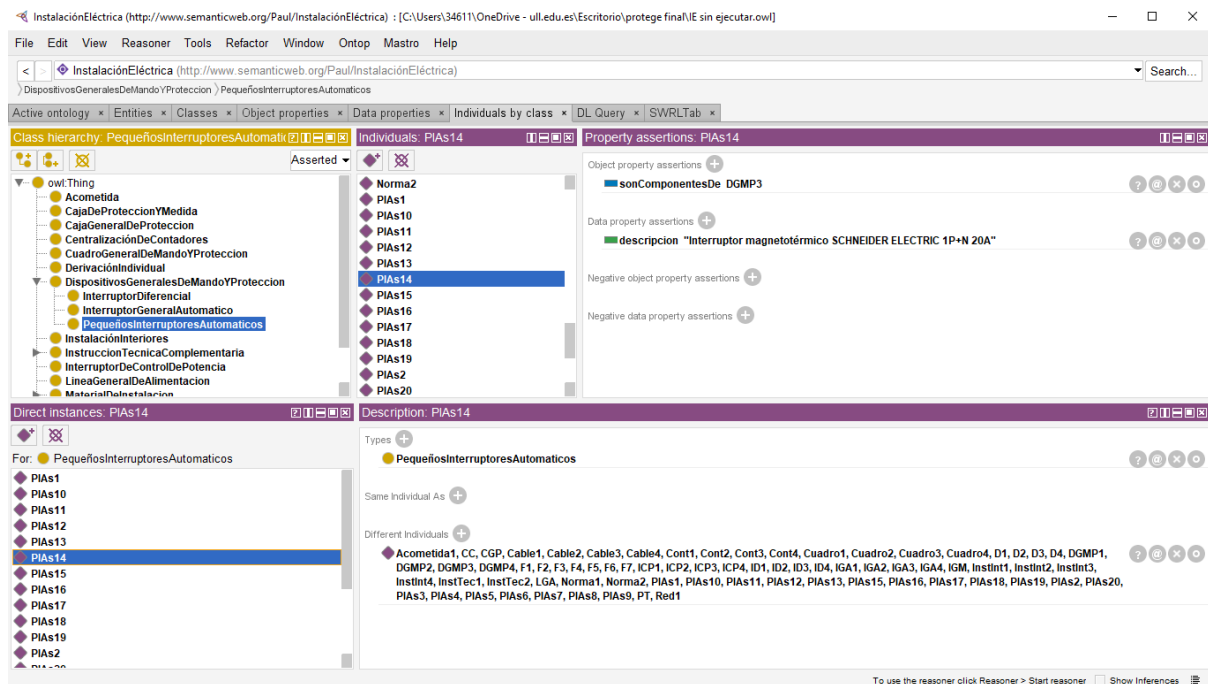 InstalaciónEléctrica (http://www.semanticweb.org/Paul/InstalaciónEléctrica) : [C:\Users\34611\OneDrive - ull.edu.es\Escritorio\protege final\IE sin ejecutar.owl]
File Edit View Reasoner Tools Refactor Window Ontop Mastro Help
< > InstalaciónEléctrica (http://www.semanticweb.org/Paul/InstalaciónEléctrica) Search...
DispositivosGeneralesDeMandoYProteccion PequeñosInterruptoresAutomaticos
Active ontology × Entities × Classes × Object properties × Data properties × Individuals by class × DL Query × SWRLTab ×
Class hierarchy: PequeñosInterruptoresAutomatic
Asserted
owl:Thing
Acometida
CajaDeProteccionYMedida
CajaGeneralDeProteccion
CentralizaciónDeContadores
CuadroGeneralDeMandoYProteccion
DerivaciónIndividual
DispositivosGeneralesDeMandoYProteccion
InterruptorDiferencial
InterruptorGeneralAutomatico
PequeñosInterruptoresAutomaticos
InstalaciónInteriores
InstruccionTecnicaComplementaria
InterruptorDeControlDePotencia
LineaGeneralDeAlimentacion
MaterialDeInstalacion
Individuals: PIAs14
Norma2
PIAs1
PIAs10
PIAs11
PIAs12
PIAs13
PIAs14
PIAs15
PIAs16
PIAs17
PIAs18
PIAs19
PIAs2
PIAs20
Property assertions: PIAs14
Object property assertions
sonComponentesDe DGMP3
Data property assertions
descripcion "Interruptor magnetotérmico SCHNEIDER ELECTRIC 1P+N 20A"
Negative object property assertions
Negative data property assertions
Direct instances: PIAs14
For: PequeñosInterruptoresAutomaticos
PIAs1
PIAs10
PIAs11
PIAs12
PIAs13
PIAs14
PIAs15
PIAs16
PIAs17
PIAs18
PIAs19
PIAs2
PIAs20
Description: PIAs14
Types
PequeñosInterruptoresAutomaticos
Same Individual As
Different Individuals
Acometida1, CC, CGP, Cable1, Cable2, Cable3, Cable4, Cont1, Cont2, Cont3, Cont4, Cuadro1, Cuadro2, Cuadro3, Cuadro4, D1, D2, D3, D4, DGMP1,
DGMP2, DGMP3, DGMP4, F1, F2, F3, F4, F5, F6, F7, ICP1, ICP2, ICP3, ICP4, ID1, ID2, ID3, ID4, IGA1, IGA2, IGA3, IGA4, IGM, InstInt1, InstInt2, InstInt3,
InstInt4, InstTec1, InstTec2, LGA, Norma1, Norma2, PIAs1, PIAs10, PIAs11, PIAs12, PIAs13, PIAs15, PIAs16, PIAs17, PIAs18, PIAs19, PIAs2, PIAs20,
PIAs3, PIAs4, PIAs5, PIAs6, PIAs7, PIAs8, PIAs9, PT, Red1
To use the reasoner click Reasoner > Start reasoner Show Inferences